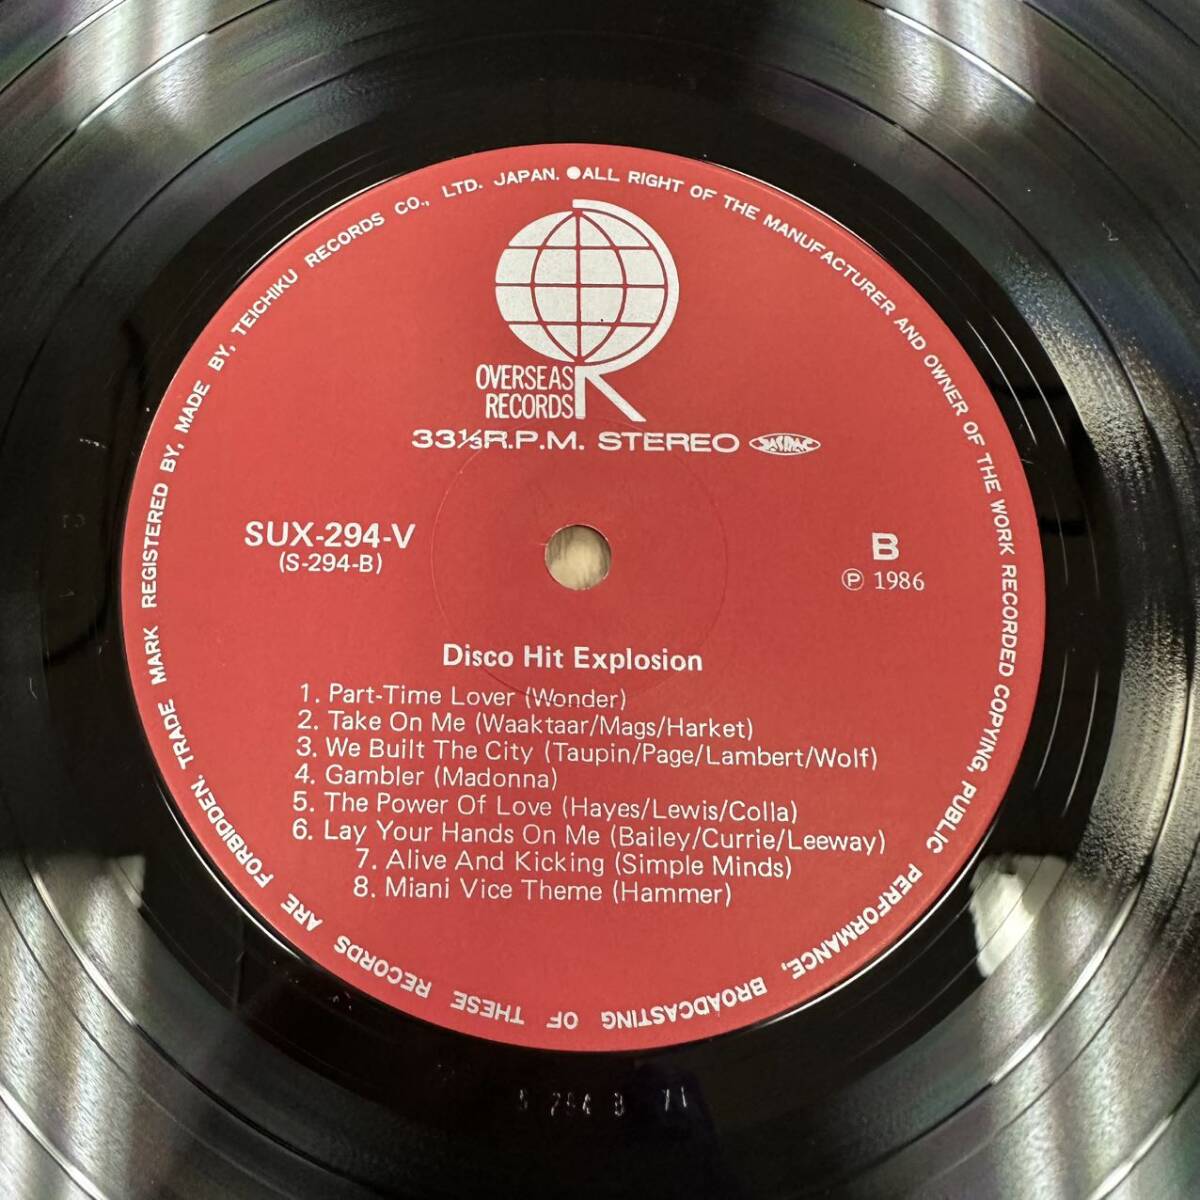 TRADE MARK REGISTERED BY, MADE BY, TEICHIKU RECORDS CO., LTD. JAPAN. ●ALL RIGHT OF THE MANUFACTURER AND OWNER OF THE WORK RECORDED COPYING, PUBLIC PERFORMANCE, BROADCASTING OF THESE RECORDS ARE FORBIDDEN.
OVERSEAS
RECORDS
33⅓R.P.M. STEREO JASRAC
SUX-294-V
(S-294-B)
B
Ⓟ 1986
Disco Hit Explosion
1. Part-Time Lover (Wonder)
2. Take On Me (Waaktaar/Mags/Harket)
3. We Built The City (Taupin/Page/Lambert/Wolf)
4. Gambler (Madonna)
5. The Power Of Love (Hayes/Lewis/Colla)
6. Lay Your Hands On Me (Bailey/Currie/Leeway)
7. Alive And Kicking (Simple Minds)
8. Miani Vice Theme (Hammer)